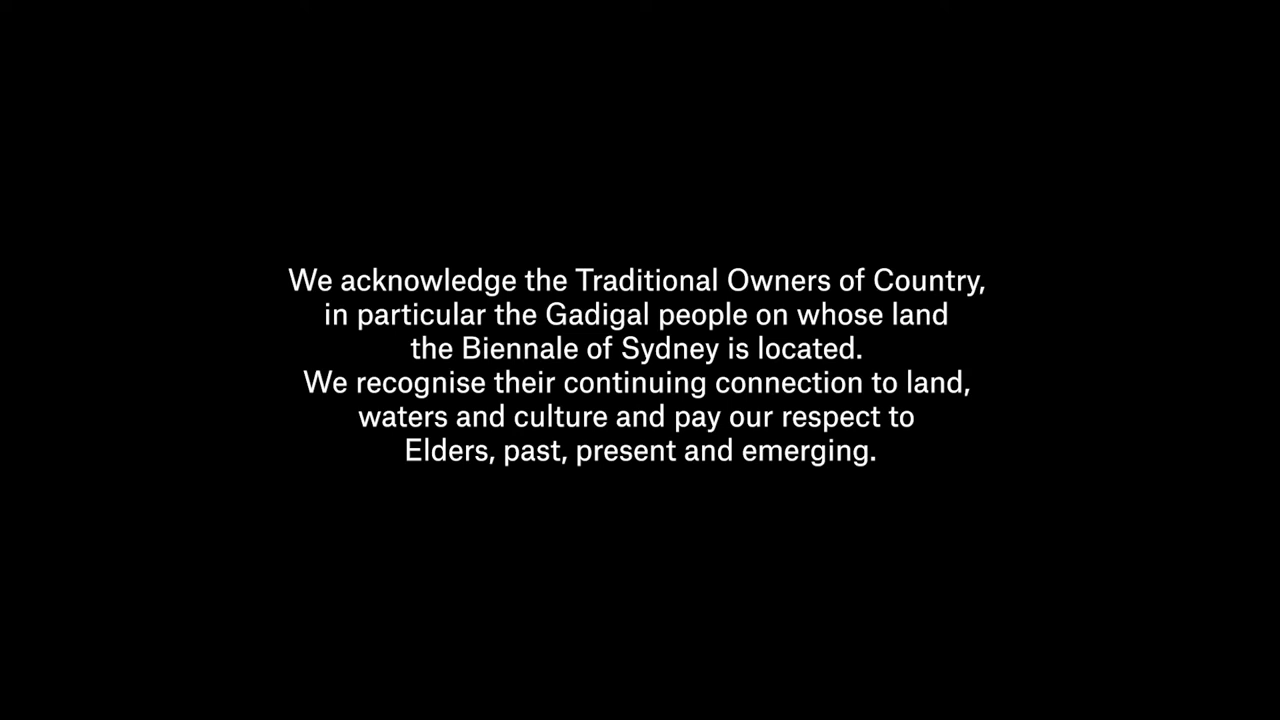 We acknowledge the Traditional Owners of Country,
in particular the Gadigal people on whose land
the Biennale of Sydney is located.
We recognise their continuing connection to land,
waters and culture and pay our respect to
Elders, past, present and emerging.